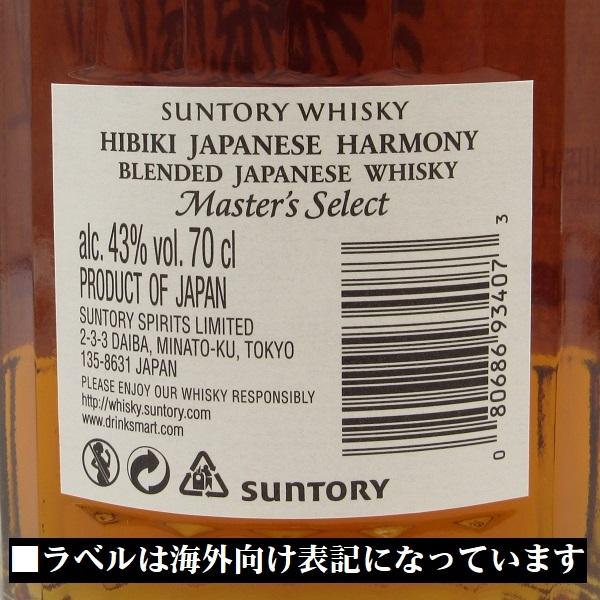 SUNTORY WHISKY
HIBIKI JAPANESE HARMONY
BLENDED JAPANESE WHISKY
Master's Select
alc. 43% vol. 70 cl
PRODUCT OF JAPAN
SUNTORY SPIRITS LIMITED
2-3-3 DAIBA, MINATO-KU, TOKYO
135-8631 JAPAN
PLEASE ENJOY OUR WHISKY RESPONSIBLY
http://whisky.suntory.com
www.drinksmart.com
0 80686 93407 3
SUNTORY
■ラベルは海外向け表記になっています